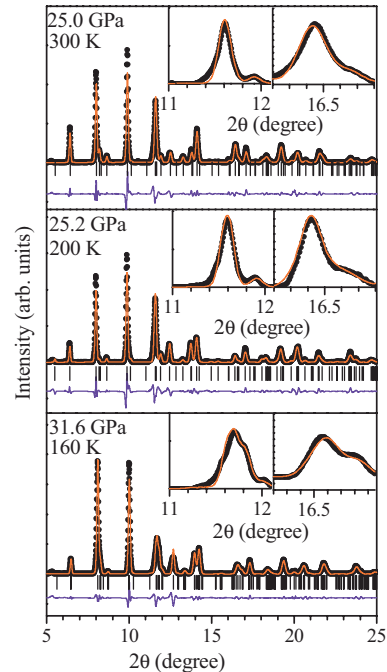 25.0 GPa
300 K
11 12 16.5
2θ (degree)
25.2 GPa
200 K
11 12 16.5
2θ (degree)
31.6 GPa
160 K
11 12 16.5
2θ (degree)
Intensity (arb. units)
5 10 15 20 25
2θ (degree)